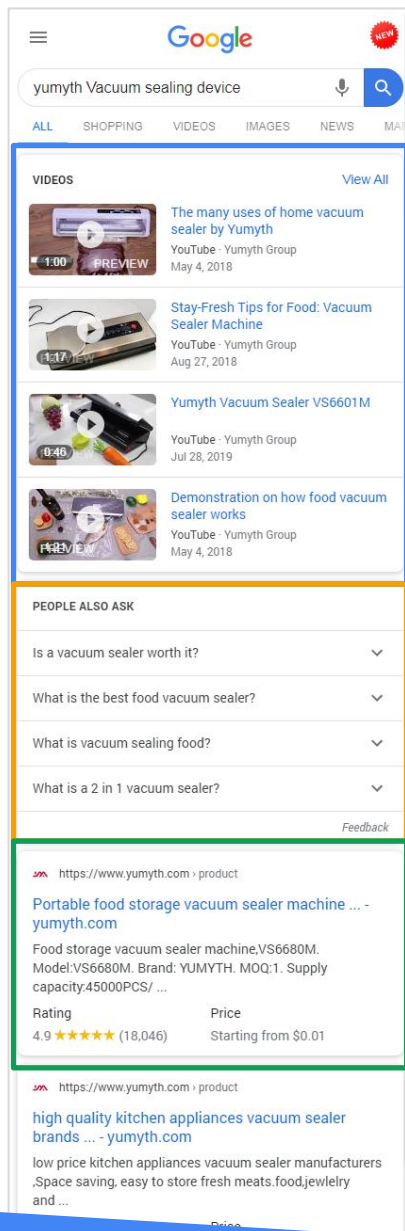 Google
NEW
yumyth Vacuum sealing device
ALL SHOPPING VIDEOS IMAGES NEWS
VIDEOS View All
1:00 PREVIEW
The many uses of home vacuum
sealer by Yumyth
YouTube · Yumyth Group
May 4, 2018
1:17
Stay-Fresh Tips for Food: Vacuum
Sealer Machine
YouTube · Yumyth Group
Aug 27, 2018
0:46
Yumyth Vacuum Sealer VS6601M
YouTube · Yumyth Group
Jul 28, 2019
PREVIEW
Demonstration on how food vacuum
sealer works
YouTube · Yumyth Group
May 4, 2018
PEOPLE ALSO ASK
Is a vacuum sealer worth it?
What is the best food vacuum sealer?
What is vacuum sealing food?
What is a 2 in 1 vacuum sealer?
Feedback
https://www.yumyth.com › product
Portable food storage vacuum sealer machine ... -
yumyth.com
Food storage vacuum sealer machine,VS6680M.
Model:VS6680M. Brand: YUMYTH. MOQ:1. Supply
capacity:45000PCS/ ...
Rating Price
4.9 ★★★★★ (18,046) Starting from $0.01
https://www.yumyth.com › product
high quality kitchen appliances vacuum sealer
brands ... - yumyth.com
low price kitchen appliances vacuum sealer manufacturers
,Space saving, easy to store fresh meats.food,jewlelry
and ...
Price